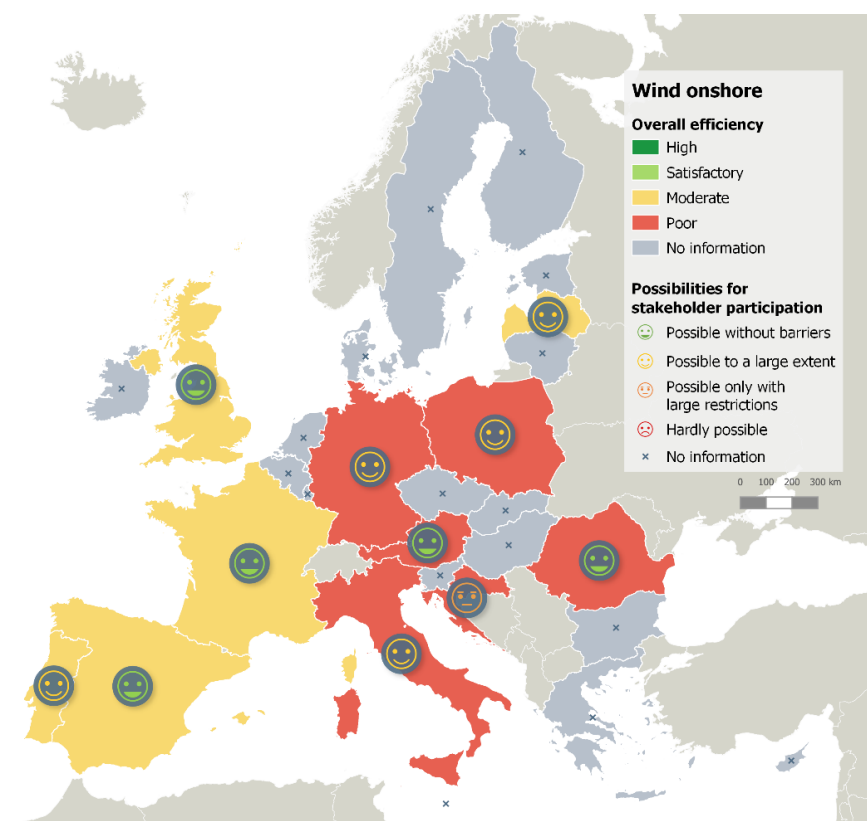 Wind onshore
Overall efficiency
High
Satisfactory
Moderate
Poor
No information
Possibilities for
stakeholder participation
Possible without barriers
Possible to a large extent
Possible only with
large restrictions
Hardly possible
No information
0 100 200 300 km